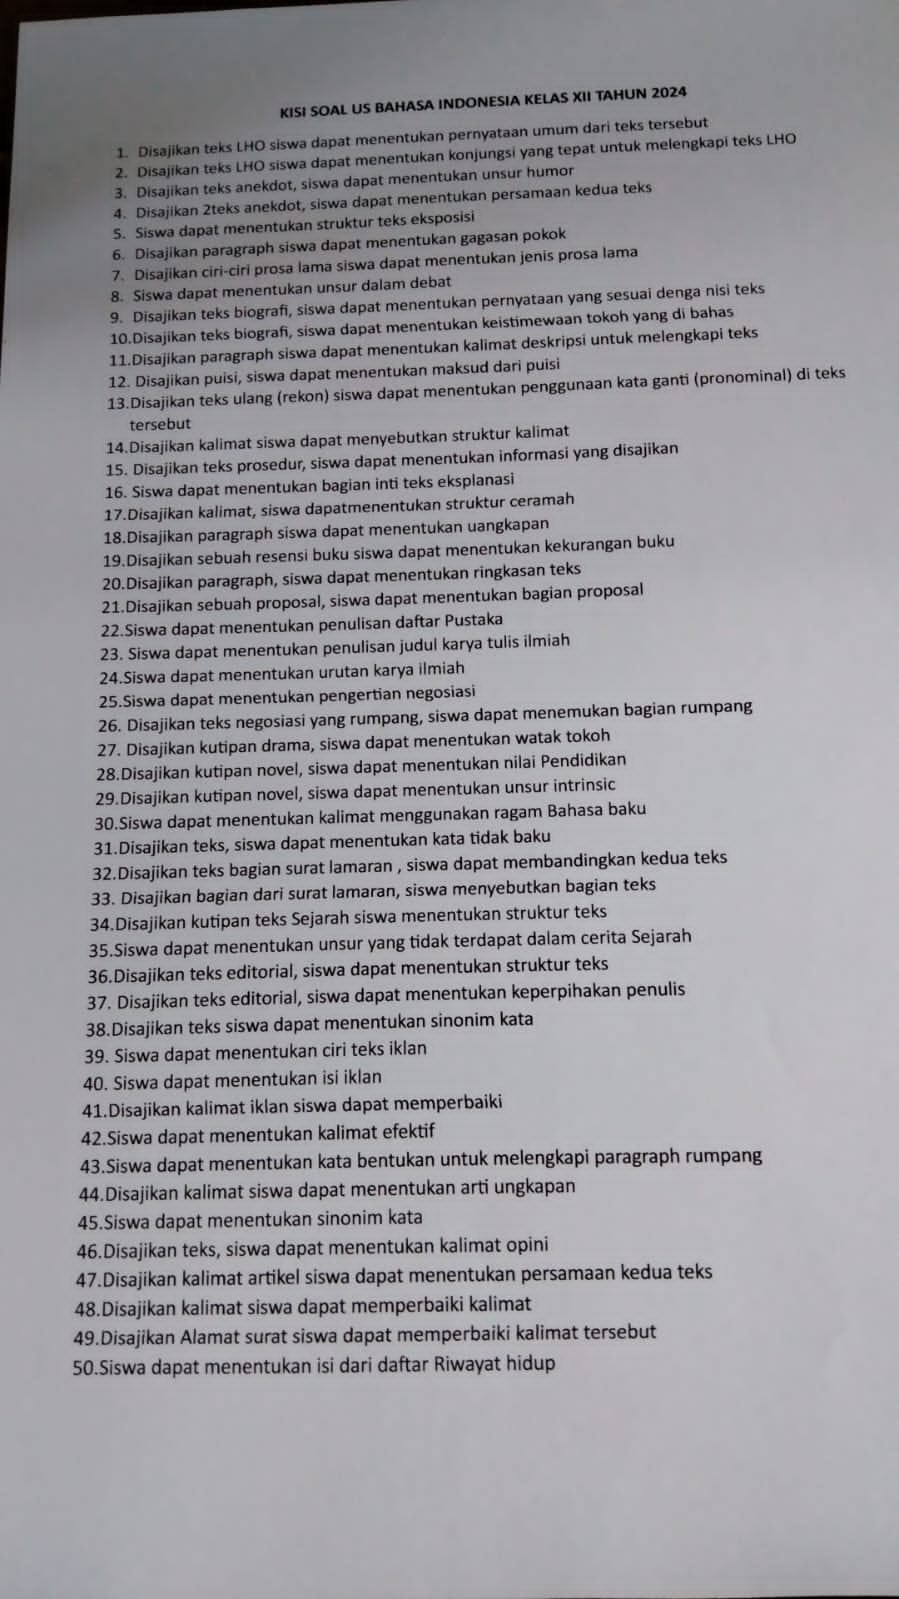 KISI SOAL US BAHASA INDONESIA KELAS XII TAHUN 2024
1. Disajikan teks LHO siswa dapat menentukan pernyataan umum dari teks tersebut
2. Disajikan teks LHO siswa dapat menentukan konjungsi yang tepat untuk melengkapi teks LHO
3. Disajikan teks anekdot, siswa dapat menentukan unsur humor
4. Disajikan 2teks anekdot, siswa dapat menentukan persamaan kedua teks
5. Siswa dapat menentukan struktur teks eksposisi
6. Disajikan paragraph siswa dapat menentukan gagasan pokok
7. Disajikan ciri-ciri prosa lama siswa dapat menentukan jenis prosa lama
8. Siswa dapat menentukan unsur dalam debat
9. Disajikan teks biografi, siswa dapat menentukan pernyataan yang sesuai denga nisi teks
10.Disajikan teks biografi, siswa dapat menentukan keistimewaan tokoh yang di bahas
11.Disajikan paragraph siswa dapat menentukan kalimat deskripsi untuk melengkapi teks
12. Disajikan puisi, siswa dapat menentukan maksud dari puisi
13.Disajikan teks ulang (rekon) siswa dapat menentukan penggunaan kata ganti (pronominal) di teks
tersebut
14.Disajikan kalimat siswa dapat menyebutkan struktur kalimat
15. Disajikan teks prosedur, siswa dapat menentukan informasi yang disajikan
16. Siswa dapat menentukan bagian inti teks eksplanasi
17.Disajikan kalimat, siswa dapatmenentukan struktur ceramah
18.Disajikan paragraph siswa dapat menentukan uangkapan
19.Disajikan sebuah resensi buku siswa dapat menentukan kekurangan buku
20.Disajikan paragraph, siswa dapat menentukan ringkasan teks
21.Disajikan sebuah proposal, siswa dapat menentukan bagian proposal
22.Siswa dapat menentukan penulisan daftar Pustaka
23. Siswa dapat menentukan penulisan judul karya tulis ilmiah
24.Siswa dapat menentukan urutan karya ilmiah
25.Siswa dapat menentukan pengertian negosiasi
26. Disajikan teks negosiasi yang rumpang, siswa dapat menemukan bagian rumpang
27. Disajikan kutipan drama, siswa dapat menentukan watak tokoh
28.Disajikan kutipan novel, siswa dapat menentukan nilai Pendidikan
29.Disajikan kutipan novel, siswa dapat menentukan unsur intrinsic
30.Siswa dapat menentukan kalimat menggunakan ragam Bahasa baku
31.Disajikan teks, siswa dapat menentukan kata tidak baku
32.Disajikan teks bagian surat lamaran , siswa dapat membandingkan kedua teks
33. Disajikan bagian dari surat lamaran, siswa menyebutkan bagian teks
34.Disajikan kutipan teks Sejarah siswa menentukan struktur teks
35.Siswa dapat menentukan unsur yang tidak terdapat dalam cerita Sejarah
36.Disajikan teks editorial, siswa dapat menentukan struktur teks
37. Disajikan teks editorial, siswa dapat menentukan keperpihakan penulis
38.Disajikan teks siswa dapat menentukan sinonim kata
39. Siswa dapat menentukan ciri teks iklan
40. Siswa dapat menentukan isi iklan
41.Disajikan kalimat iklan siswa dapat memperbaiki
42.Siswa dapat menentukan kalimat efektif
43.Siswa dapat menentukan kata bentukan untuk melengkapi paragraph rumpang
44.Disajikan kalimat siswa dapat menentukan arti ungkapan
45.Siswa dapat menentukan sinonim kata
46.Disajikan teks, siswa dapat menentukan kalimat opini
47.Disajikan kalimat artikel siswa dapat menentukan persamaan kedua teks
48.Disajikan kalimat siswa dapat memperbaiki kalimat
49.Disajikan Alamat surat siswa dapat memperbaiki kalimat tersebut
50.Siswa dapat menentukan isi dari daftar Riwayat hidup